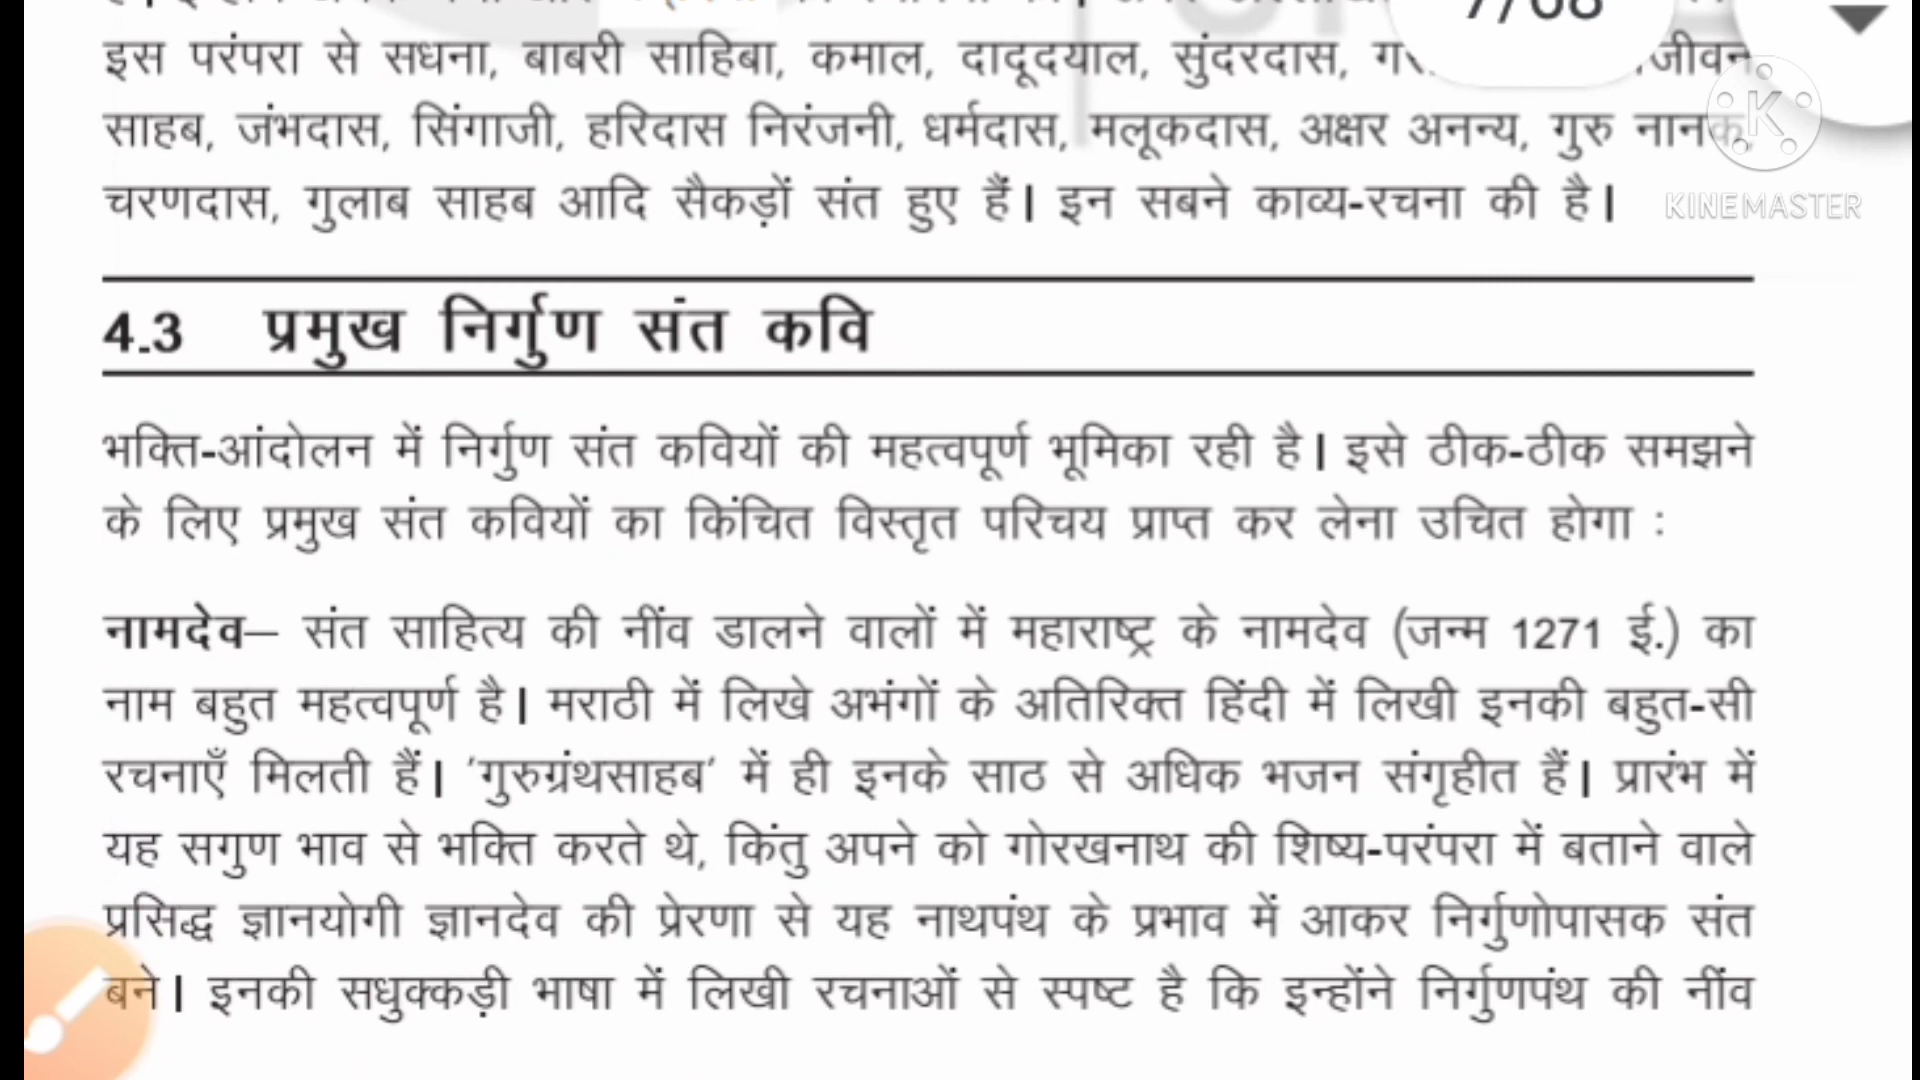 7/68
इस परंपरा से सधना, बाबरी साहिबा, कमाल, दादूदयाल, सुंदरदास,
साहब, जंभदास, सिंगाजी, हरिदास निरंजनी, धर्मदास, मलूकदास, अक्षर अनन्य, गुरु नानक,
चरणदास, गुलाब साहब आदि सैकड़ों संत हुए हैं। इन सबने काव्य-रचना की है।
KINEMASTER
4.3 प्रमुख निर्गुण संत कवि
भक्ति-आंदोलन में निर्गुण संत कवियों की महत्वपूर्ण भूमिका रही है। इसे ठीक-ठीक समझने
के लिए प्रमुख संत कवियों का किंचित विस्तृत परिचय प्राप्त कर लेना उचित होगा :
नामदेव– संत साहित्य की नींव डालने वालों में महाराष्ट्र के नामदेव (जन्म 1271 ई.) का
नाम बहुत महत्वपूर्ण है। मराठी में लिखे अभंगों के अतिरिक्त हिंदी में लिखी इनकी बहुत-सी
रचनाएँ मिलती हैं। 'गुरुग्रंथसाहब' में ही इनके साठ से अधिक भजन संगृहीत हैं। प्रारंभ में
यह सगुण भाव से भक्ति करते थे, किंतु अपने को गोरखनाथ की शिष्य-परंपरा में बताने वाले
प्रसिद्ध ज्ञानयोगी ज्ञानदेव की प्रेरणा से यह नाथपंथ के प्रभाव में आकर निर्गुणोपासक संत
बने। इनकी सधुक्कड़ी भाषा में लिखी रचनाओं से स्पष्ट है कि इन्होंने निर्गुणपंथ की नींव